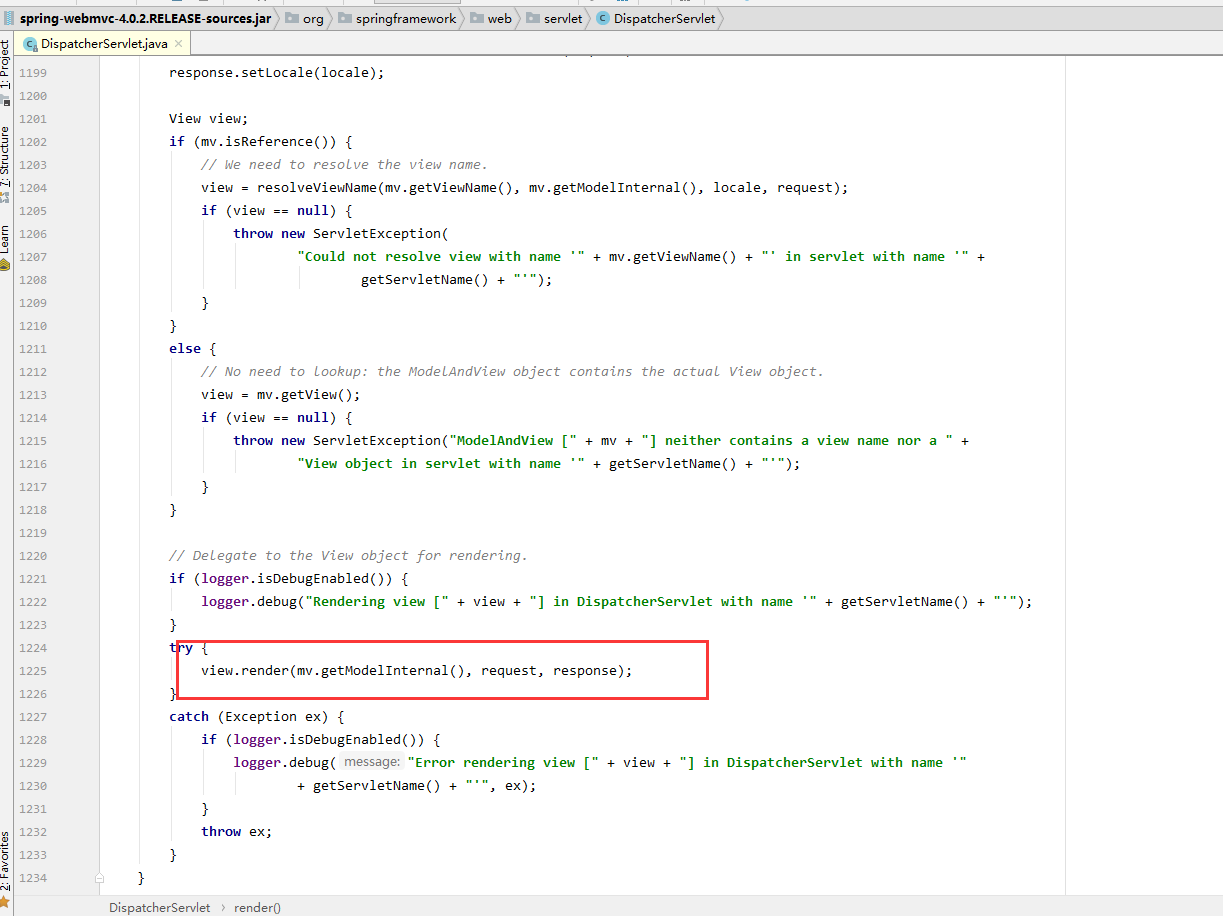 spring-webmvc-4.0.2.RELEASE-sources.jar org springframework web servlet C DispatcherServlet
C DispatcherServlet.java ×
1: Project
7: Structure
Learn
2: Favorites
1199 response.setLocale(locale);
1200
1201 View view;
1202 if (mv.isReference()) {
1203 // We need to resolve the view name.
1204 view = resolveViewName(mv.getViewName(), mv.getModelInternal(), locale, request);
1205 if (view == null) {
1206 throw new ServletException(
1207 "Could not resolve view with name '" + mv.getViewName() + "' in servlet with name '" +
1208 getServletName() + "'");
1209 }
1210 }
1211 else {
1212 // No need to lookup: the ModelAndView object contains the actual View object.
1213 view = mv.getView();
1214 if (view == null) {
1215 throw new ServletException("ModelAndView [" + mv + "] neither contains a view name nor a " +
1216 "View object in servlet with name '" + getServletName() + "'");
1217 }
1218 }
1219
1220 // Delegate to the View object for rendering.
1221 if (logger.isDebugEnabled()) {
1222 logger.debug("Rendering view [" + view + "] in DispatcherServlet with name '" + getServletName() + "'");
1223 }
1224 try {
1225 view.render(mv.getModelInternal(), request, response);
1226 }
1227 catch (Exception ex) {
1228 if (logger.isDebugEnabled()) {
1229 logger.debug( message: "Error rendering view [" + view + "] in DispatcherServlet with name '"
1230 + getServletName() + "'", ex);
1231 }
1232 throw ex;
1233 }
1234 }
DispatcherServlet › render()